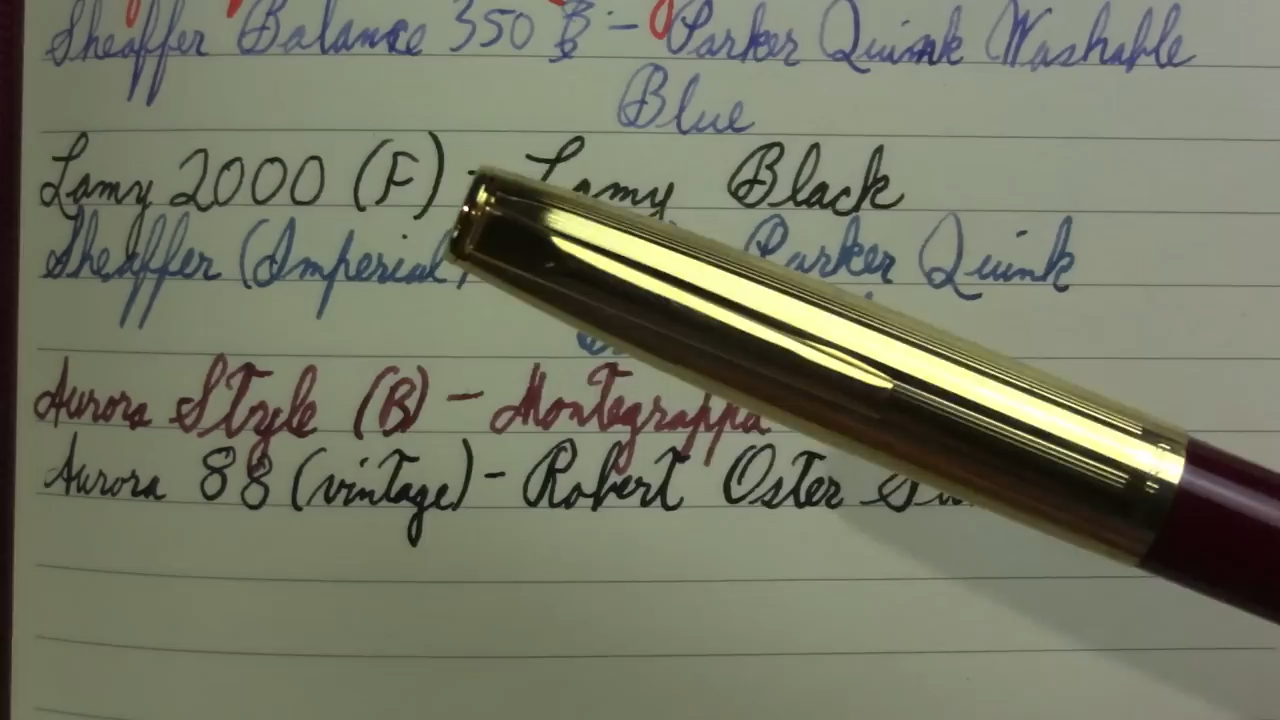 Sheaffer Balance 350 B - Parker Quink Washable
Blue
Lamy 2000 (F) - Lamy Black
Sheaffer (Imperial) Parker Quink
Aurora Style (B) - Montegrappa
Aurora 88 (vintage) - Robert Oster